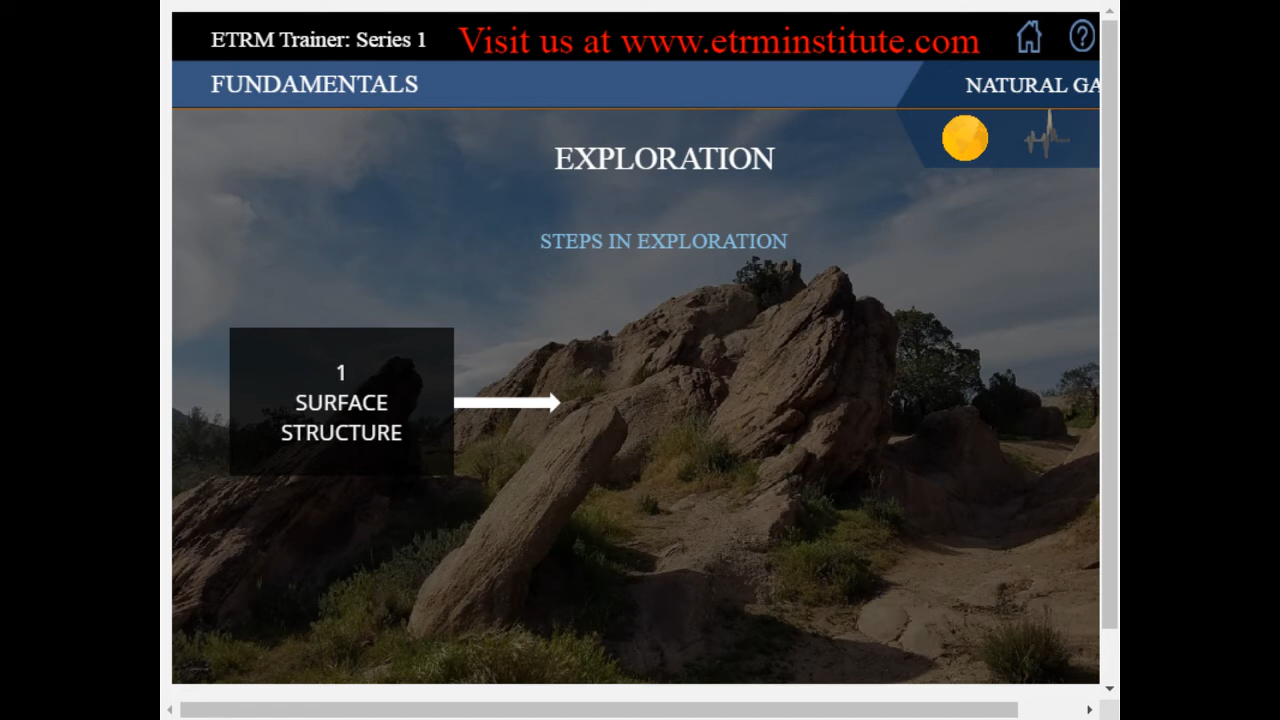 ETRM Trainer: Series 1
Visit us at www.etrminstitute.com
FUNDAMENTALS
NATURAL GA
EXPLORATION
STEPS IN EXPLORATION
1
SURFACE
STRUCTURE